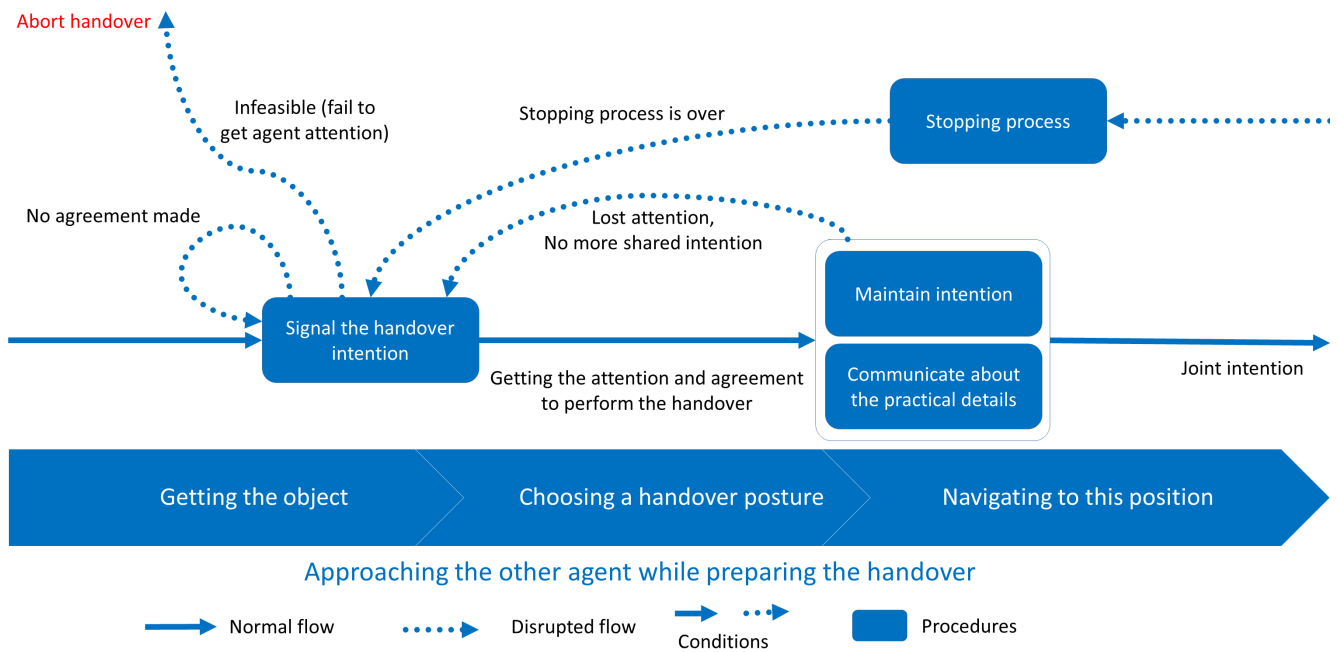 Abort handover
Infeasible (fail to
get agent attention)
Stopping process is over
Stopping process
No agreement made
Lost attention,
No more shared intention
Maintain intention
Signal the handover
intention
Getting the attention and agreement
to perform the handover
Communicate about
the practical details
Joint intention
Getting the object
Choosing a handover posture
Navigating to this position
Approaching the other agent while preparing the handover
Normal flow
Disrupted flow
Conditions
Procedures